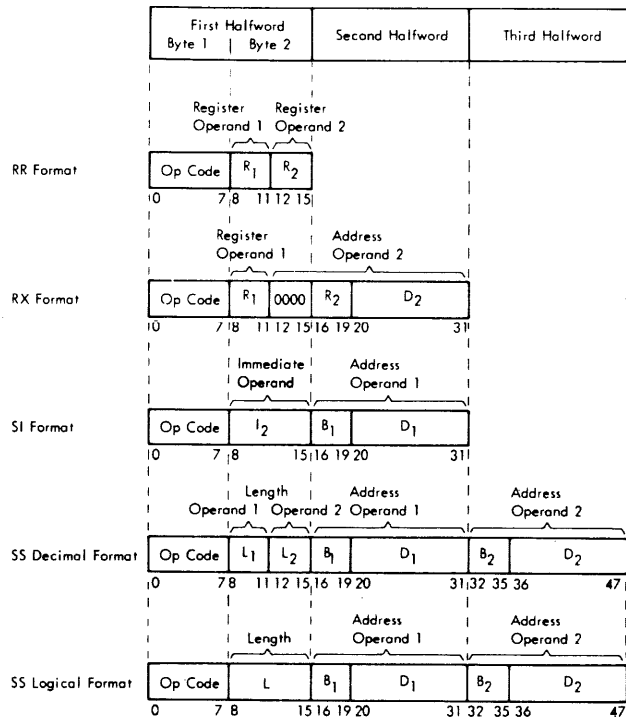 First Halfword
Byte 1 Byte 2 Second Halfword Third Halfword
Register Register
Operand 1 Operand 2
RR Format Op Code R1 R2
0 7 8 11 12 15
Register Address
Operand 1 Operand 2
RX Format Op Code R1 0000 R2 D2
0 7 8 11 12 15 16 19 20 31
Immediate Address
Operand Operand 1
SI Format Op Code I2 B1 D1
0 7 8 15 16 19 20 31
Length Address Address
Operand 1 Operand 2 Operand 1 Operand 2
SS Decimal Format Op Code L1 L2 B1 D1 B2 D2
0 7 8 11 12 15 16 19 20 31 32 35 36 47
Address Address
Length Operand 1 Operand 2
SS Logical Format Op Code L B1 D1 B2 D2
0 7 8 15 16 19 20 31 32 35 36 47